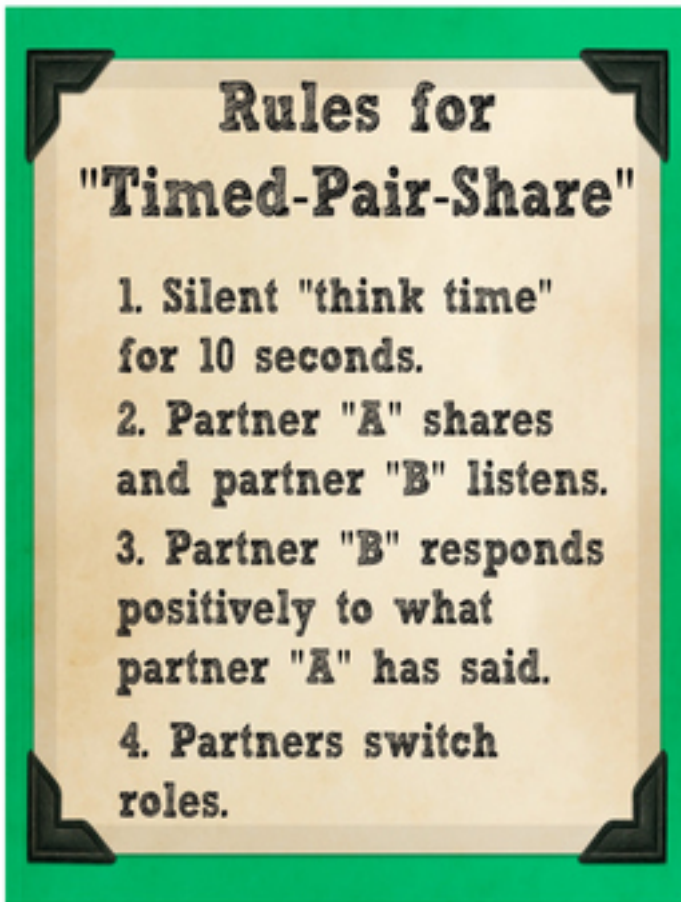 Rules for
"Timed-Pair-Share"
1. Silent "think time"
for 10 seconds.
2. Partner "A" shares
and partner "B" listens.
3. Partner "B" responds
positively to what
partner "A" has said.
4. Partners switch
roles.